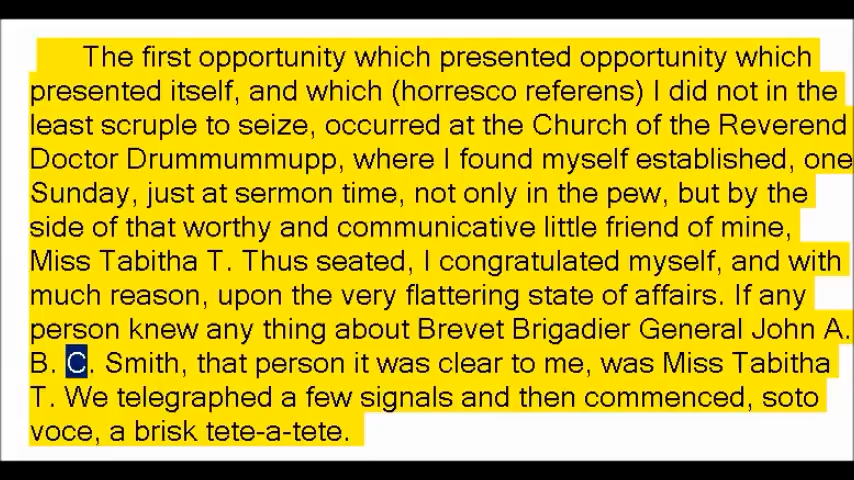 The first opportunity which presented opportunity which
presented itself, and which (horresco referens) I did not in the
least scruple to seize, occurred at the Church of the Reverend
Doctor Drummummupp, where I found myself established, one
Sunday, just at sermon time, not only in the pew, but by the
side of that worthy and communicative little friend of mine,
Miss Tabitha T. Thus seated, I congratulated myself, and with
much reason, upon the very flattering state of affairs. If any
person knew any thing about Brevet Brigadier General John A.
B. C. Smith, that person it was clear to me, was Miss Tabitha
T. We telegraphed a few signals and then commenced, soto
voce, a brisk tete-a-tete.